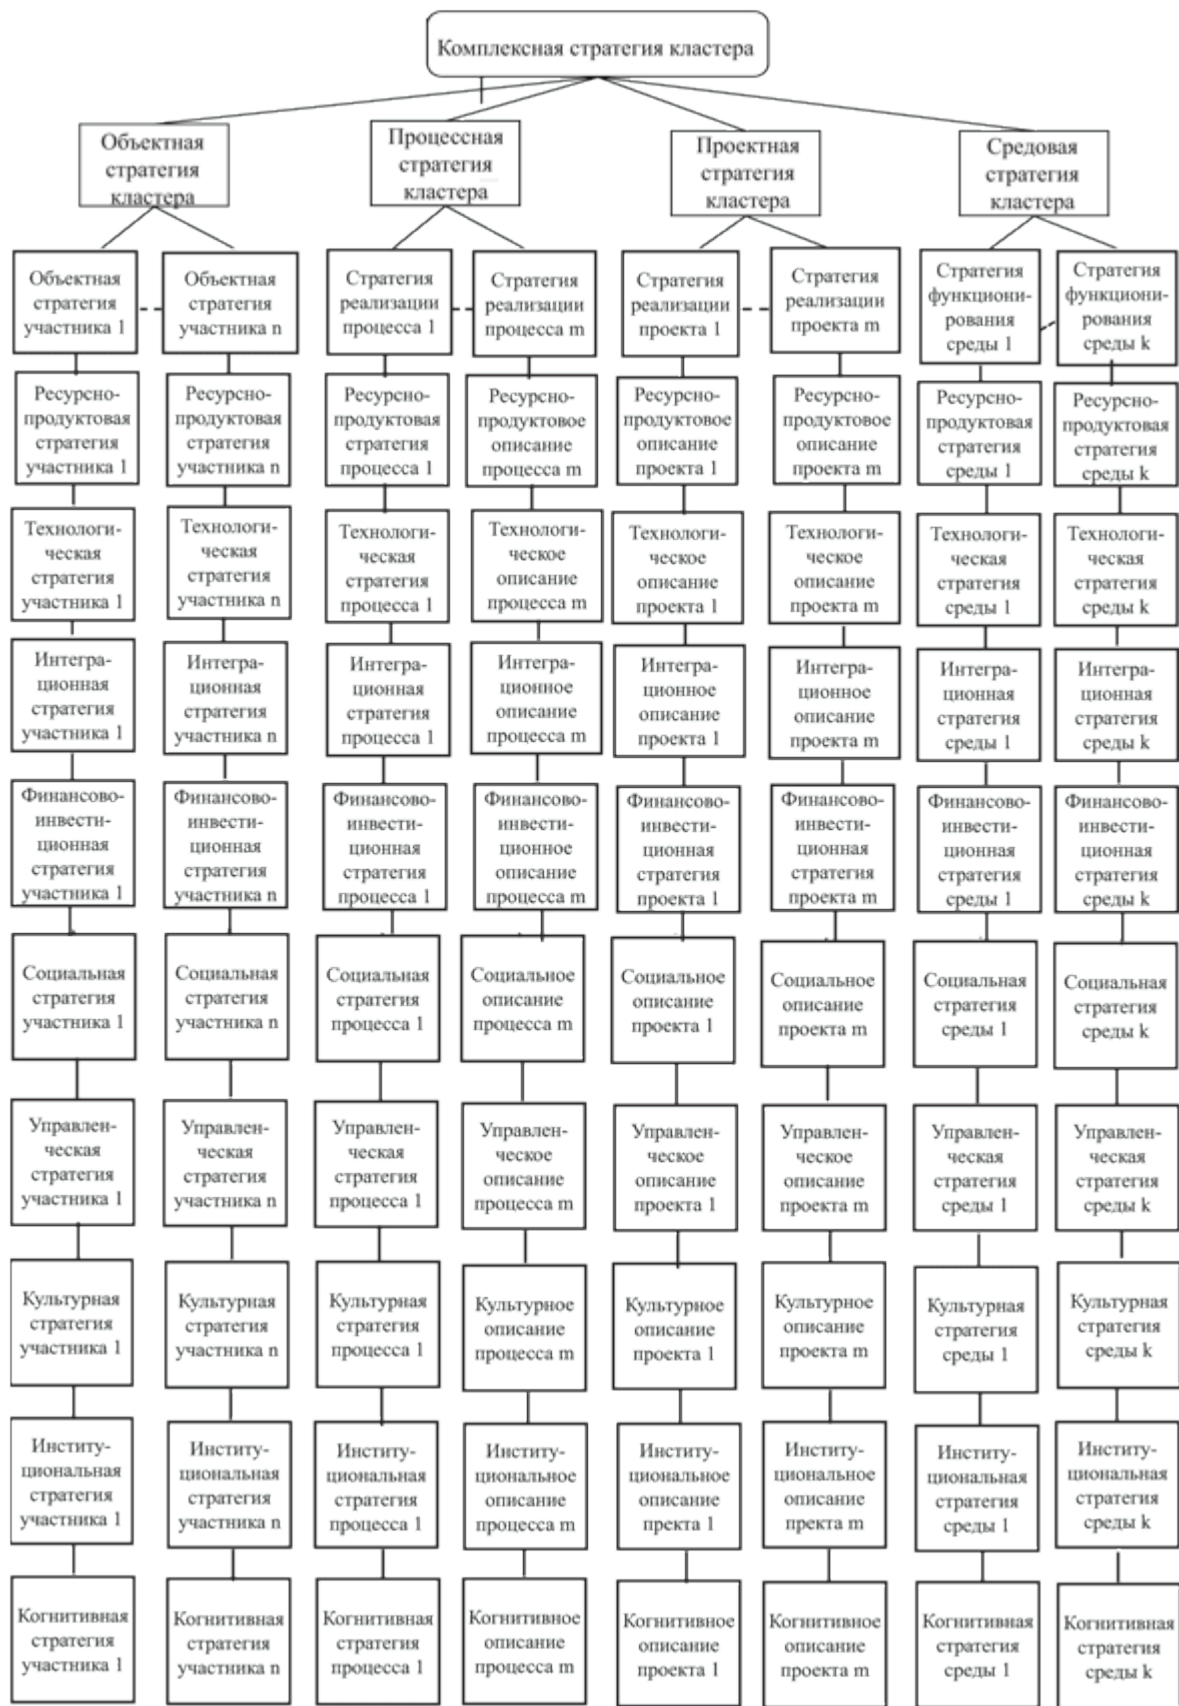 Комплексная стратегия кластера
Объектная
стратегия
кластера
Процессная
стратегия
кластера
Проектная
стратегия
кластера
Средовая
стратегия
кластера
Объектная
стратегия
участника 1
Объектная
стратегия
участника n
Стратегия
реализации
процесса 1
Стратегия
реализации
процесса m
Стратегия
реализации
проекта 1
Стратегия
реализации
проекта m
Стратегия
функциони-
рования
среды 1
Стратегия
функциони-
рования
среды k
Ресурсно-
продуктовая
стратегия
участника 1
Ресурсно-
продуктовая
стратегия
участника n
Ресурсно-
продуктовая
стратегия
процесса 1
Ресурсно-
продуктовое
описание
процесса m
Ресурсно-
продуктовое
описание
проекта 1
Ресурсно-
продуктовое
описание
проекта m
Ресурсно-
продуктовая
стратегия
среды 1
Ресурсно-
продуктовая
стратегия
среды k
Технологи-
ческая
стратегия
участника 1
Технологи-
ческая
стратегия
участника n
Технологи-
ческая
стратегия
процесса 1
Технологи-
ческое
описание
процесса m
Технологи-
ческое
описание
проекта 1
Технологи-
ческое
описание
проекта m
Технологи-
ческая
стратегия
среды 1
Технологи-
ческая
стратегия
среды k
Интегра-
ционная
стратегия
участника 1
Интегра-
ционная
стратегия
участника n
Интегра-
ционная
стратегия
процесса 1
Интегра-
ционное
описание
процесса m
Интегра-
ционное
описание
проекта 1
Интегра-
ционное
описание
проекта m
Интегра-
ционная
стратегия
среды 1
Интегра-
ционная
стратегия
среды k
Финансово-
инвести-
ционная
стратегия
участника 1
Финансово-
инвести-
ционная
стратегия
участника n
Финансово-
инвести-
ционная
стратегия
процесса 1
Финансово-
инвести-
ционное
описание
процесса m
Финансово-
инвести-
ционная
стратегия
проекта 1
Финансово-
инвести-
ционная
стратегия
проекта m
Финансово-
инвести-
ционная
стратегия
среды 1
Финансово-
инвести-
ционная
стратегия
среды k
Социальная
стратегия
участника 1
Социальная
стратегия
участника n
Социальная
стратегия
процесса 1
Социальное
описание
процесса m
Социальное
описание
проекта 1
Социальное
описание
проекта m
Социальная
стратегия
среды 1
Социальная
стратегия
среды k
Управлен-
ческая
стратегия
участника 1
Управлен-
ческая
стратегия
участника n
Управлен-
ческая
стратегия
процесса 1
Управлен-
ческое
описание
процесса m
Управлен-
ческое
описание
проекта 1
Управлен-
ческое
описание
проекта m
Управлен-
ческая
стратегия
среды 1
Управлен-
ческая
стратегия
среды k
Культурная
стратегия
участника 1
Культурная
стратегия
участника n
Культурная
стратегия
процесса 1
Культурное
описание
процесса m
Культурное
описание
проекта 1
Культурное
описание
проекта m
Культурная
стратегия
среды 1
Культурная
стратегия
среды k
Институ-
циональная
стратегия
участника 1
Институ-
циональная
стратегия
участника n
Институ-
циональная
стратегия
процесса 1
Институ-
циональное
описание
процесса m
Институ-
циональное
описание
пректа 1
Институ-
циональное
описание
пректа m
Институ-
циональная
стратегия
среды 1
Институ-
циональная
стратегия
среды k
Когнитивная
стратегия
участника 1
Когнитивная
стратегия
участника n
Когнитивная
стратегия
процесса 1
Когнитивное
описание
процесса m
Когнитивное
описание
проекта 1
Когнитивное
описание
проекта m
Когнитивная
стратегия
среды 1
Когнитивная
стратегия
среды k